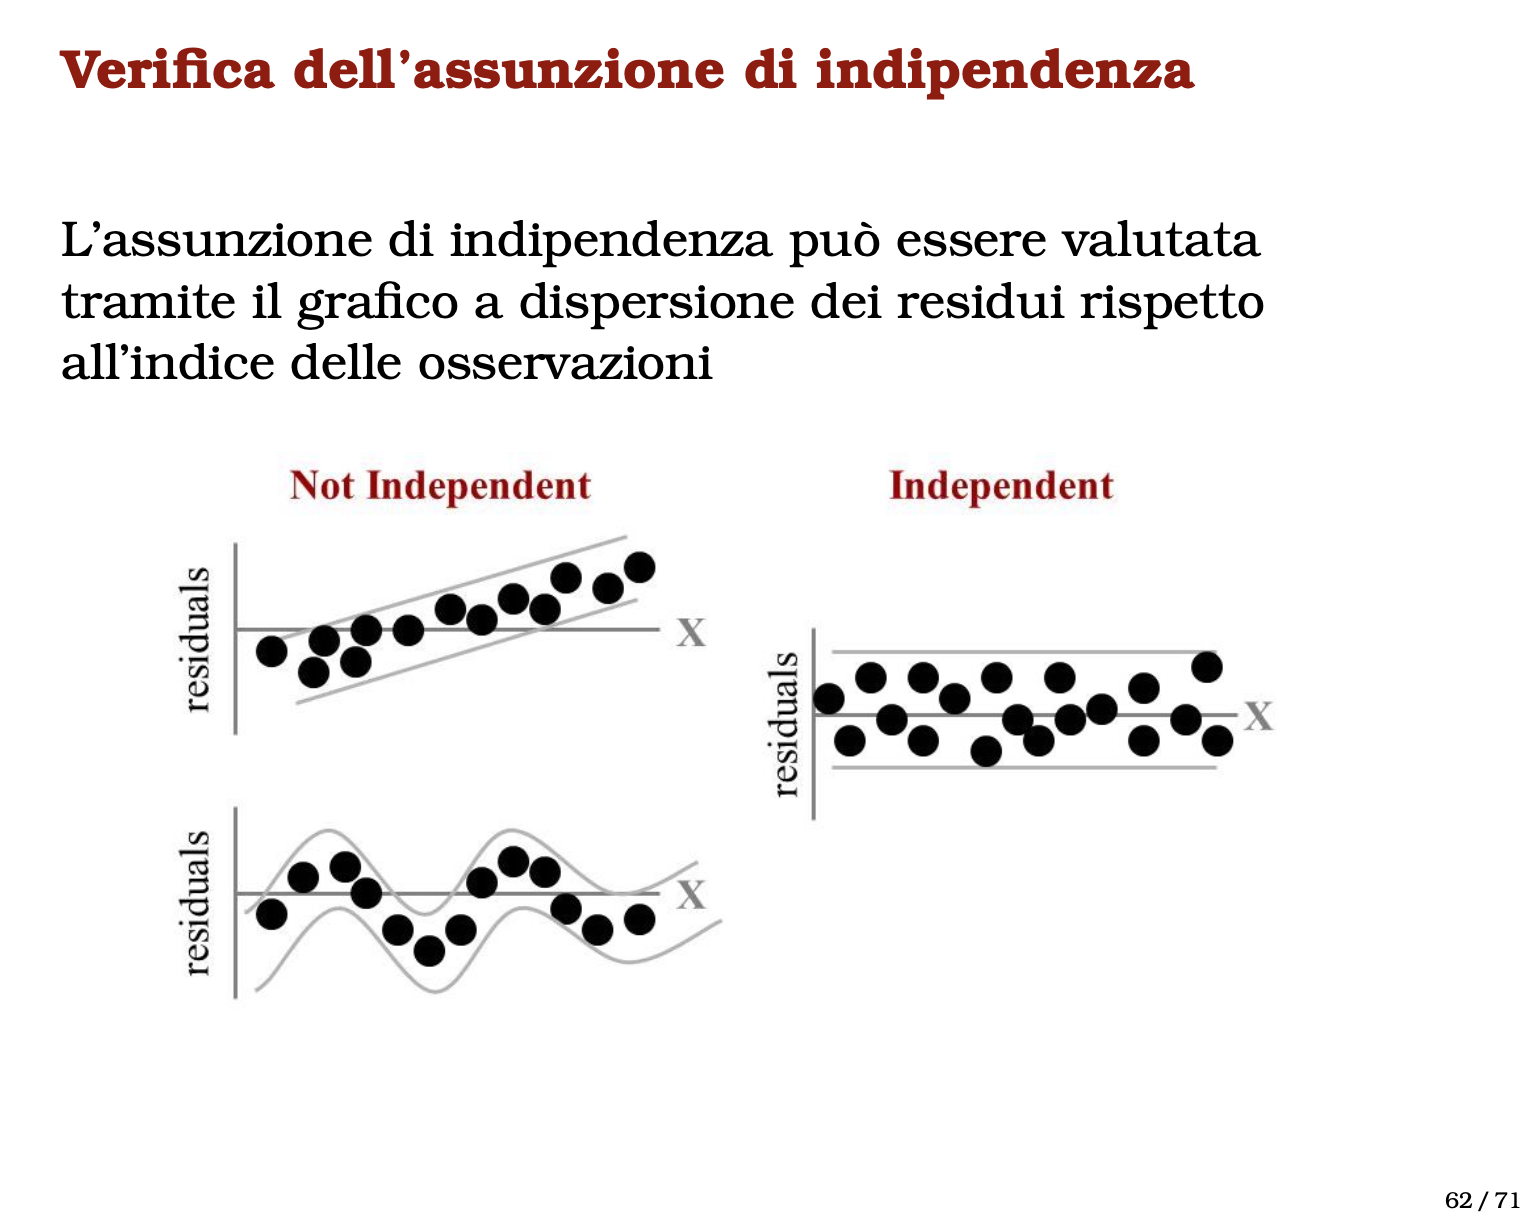 Verifica dell’assunzione di indipendenza
L’assunzione di indipendenza può essere valutata
tramite il grafico a dispersione dei residui rispetto
all’indice delle osservazioni
Not Independent
residuals
X
residuals
X
Independent
residuals
X
62 / 71